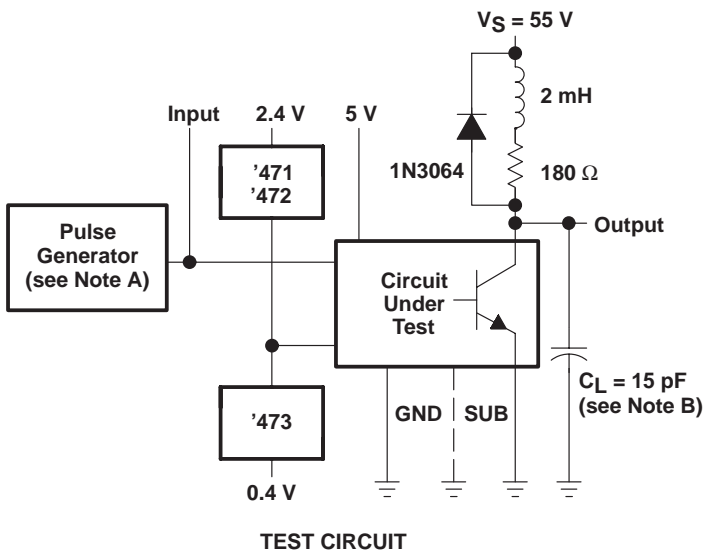 VS = 55 V
2 mH
Input
2.4 V
5 V
1N3064
180 Ω
'471
'472
Pulse
Generator
(see Note A)
Output
Circuit
Under
Test
CL = 15 pF
(see Note B)
'473
GND
SUB
0.4 V
TEST CIRCUIT